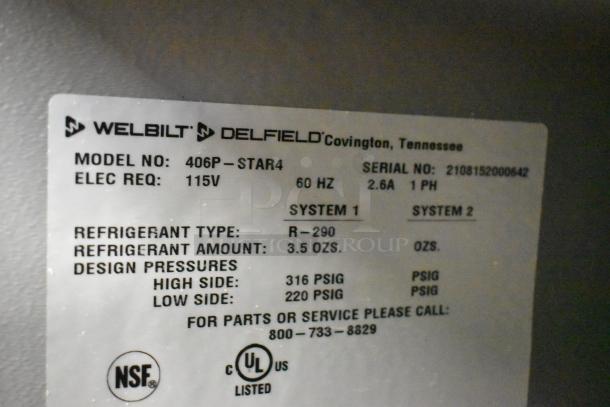 WELBILT DELFIELD Covington, Tennessee
MODEL NO: 406P-STAR4 SERIAL NO: 2108152000642
ELEC REQ: 115V 60 HZ 2.6A 1 PH
SYSTEM 1 SYSTEM 2
REFRIGERANT TYPE: R-290
REFRIGERANT AMOUNT: 3.5 OZS. OZS.
DESIGN PRESSURES
HIGH SIDE: 316 PSIG PSIG
LOW SIDE: 220 PSIG PSIG
FOR PARTS OR SERVICE PLEASE CALL:
800-733-8829
NSF®
C UL® US
LISTED
GROUP